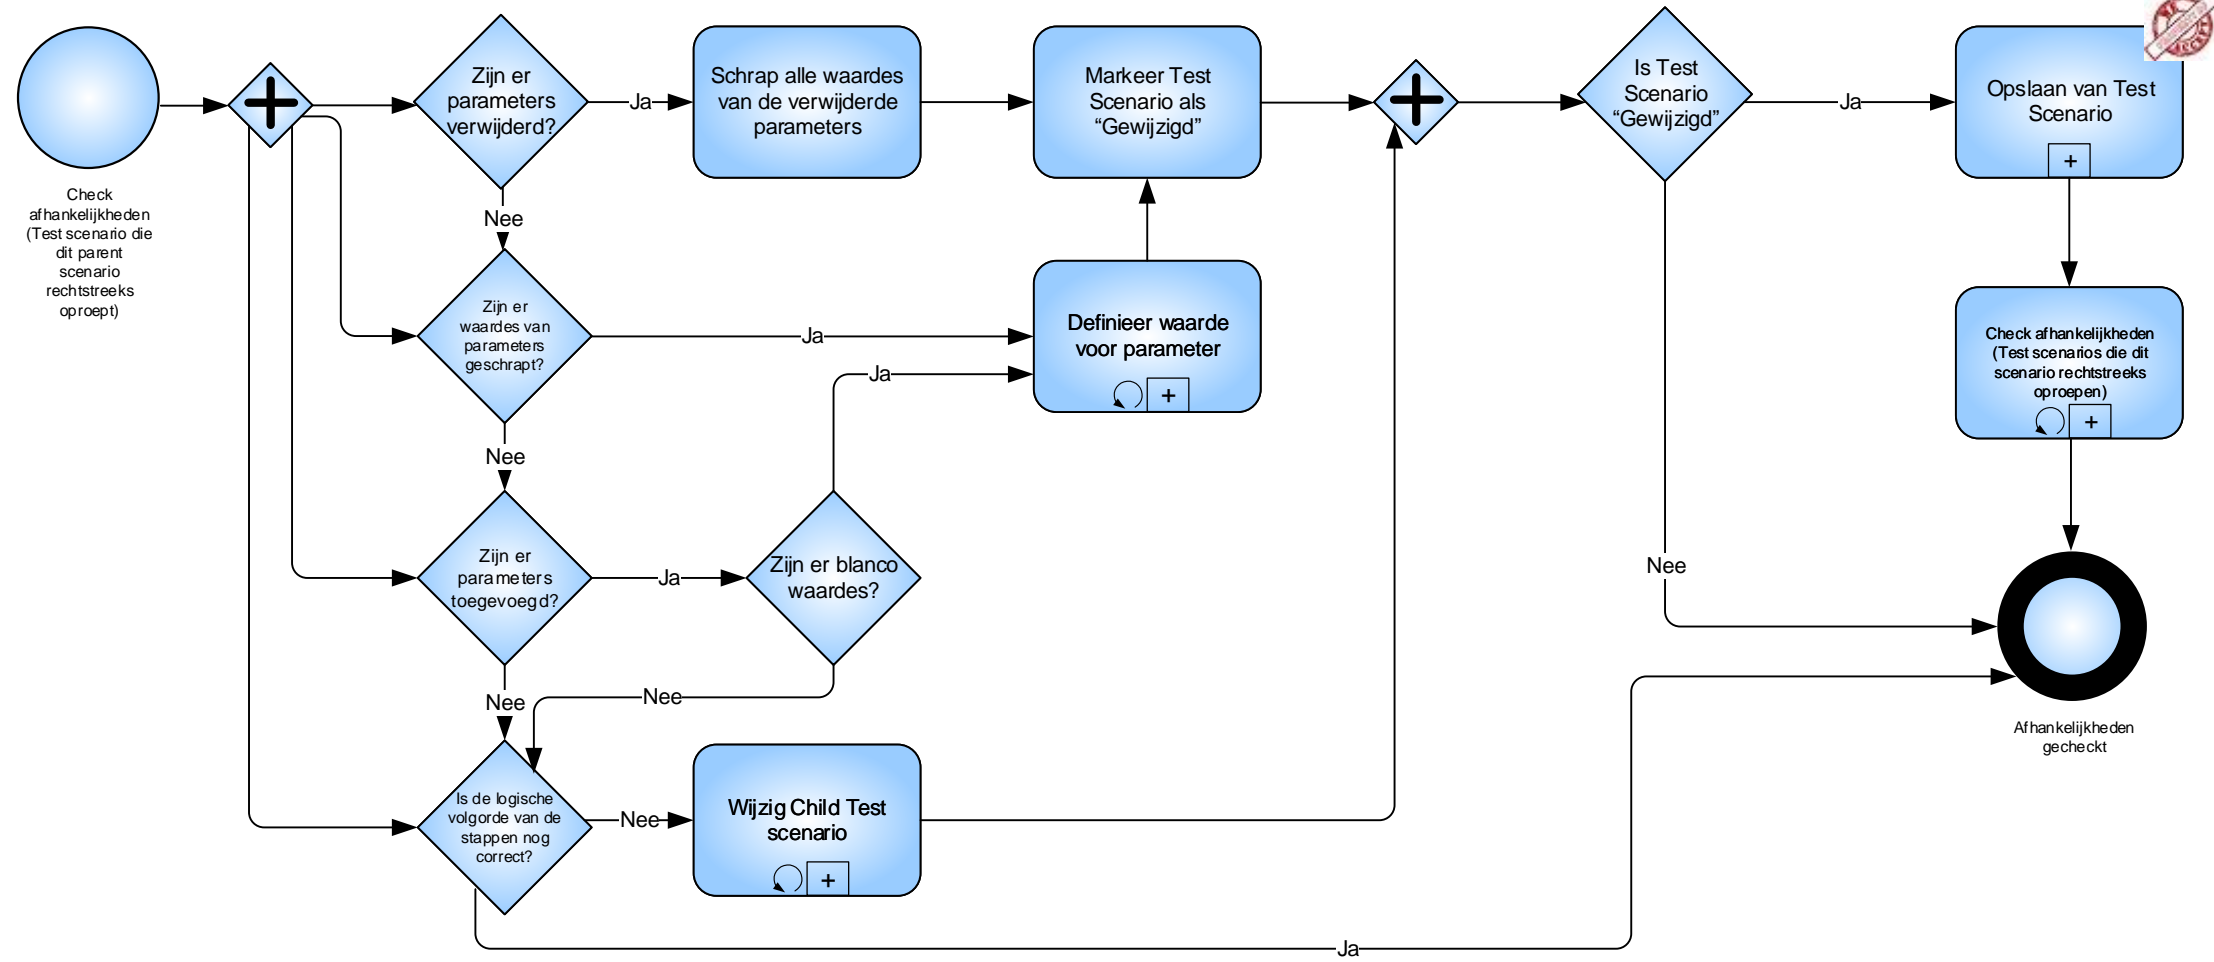 Check
afhankelijkheden
(Test scenario die
dit parent
scenario
rechtstreeks
oproept)
Zijn er
parameters
verwijderd?
Ja
Schrap alle waardes
van de verwijderde
parameters
Markeer Test
Scenario als
“Gewijzigd”
Is Test
Scenario
“Gewijzigd”
Ja
Opslaan van Test
Scenario
+
Nee
Zijn er
waardes van
parameters
geschrapt?
Ja
Definieer waarde
voor parameter
+
Ja
Check afhankelijkheden
(Test scenarios die dit
scenario rechtstreeks
oproepen)
+
Nee
Zijn er
parameters
toegevoegd?
Ja
Zijn er blanco
waardes?
Nee
Nee
Nee
Afhankelijkheden
gecheckt
Is de logische
volgorde van de
stappen nog
correct?
Nee
Wijzig Child Test
scenario
+
Ja